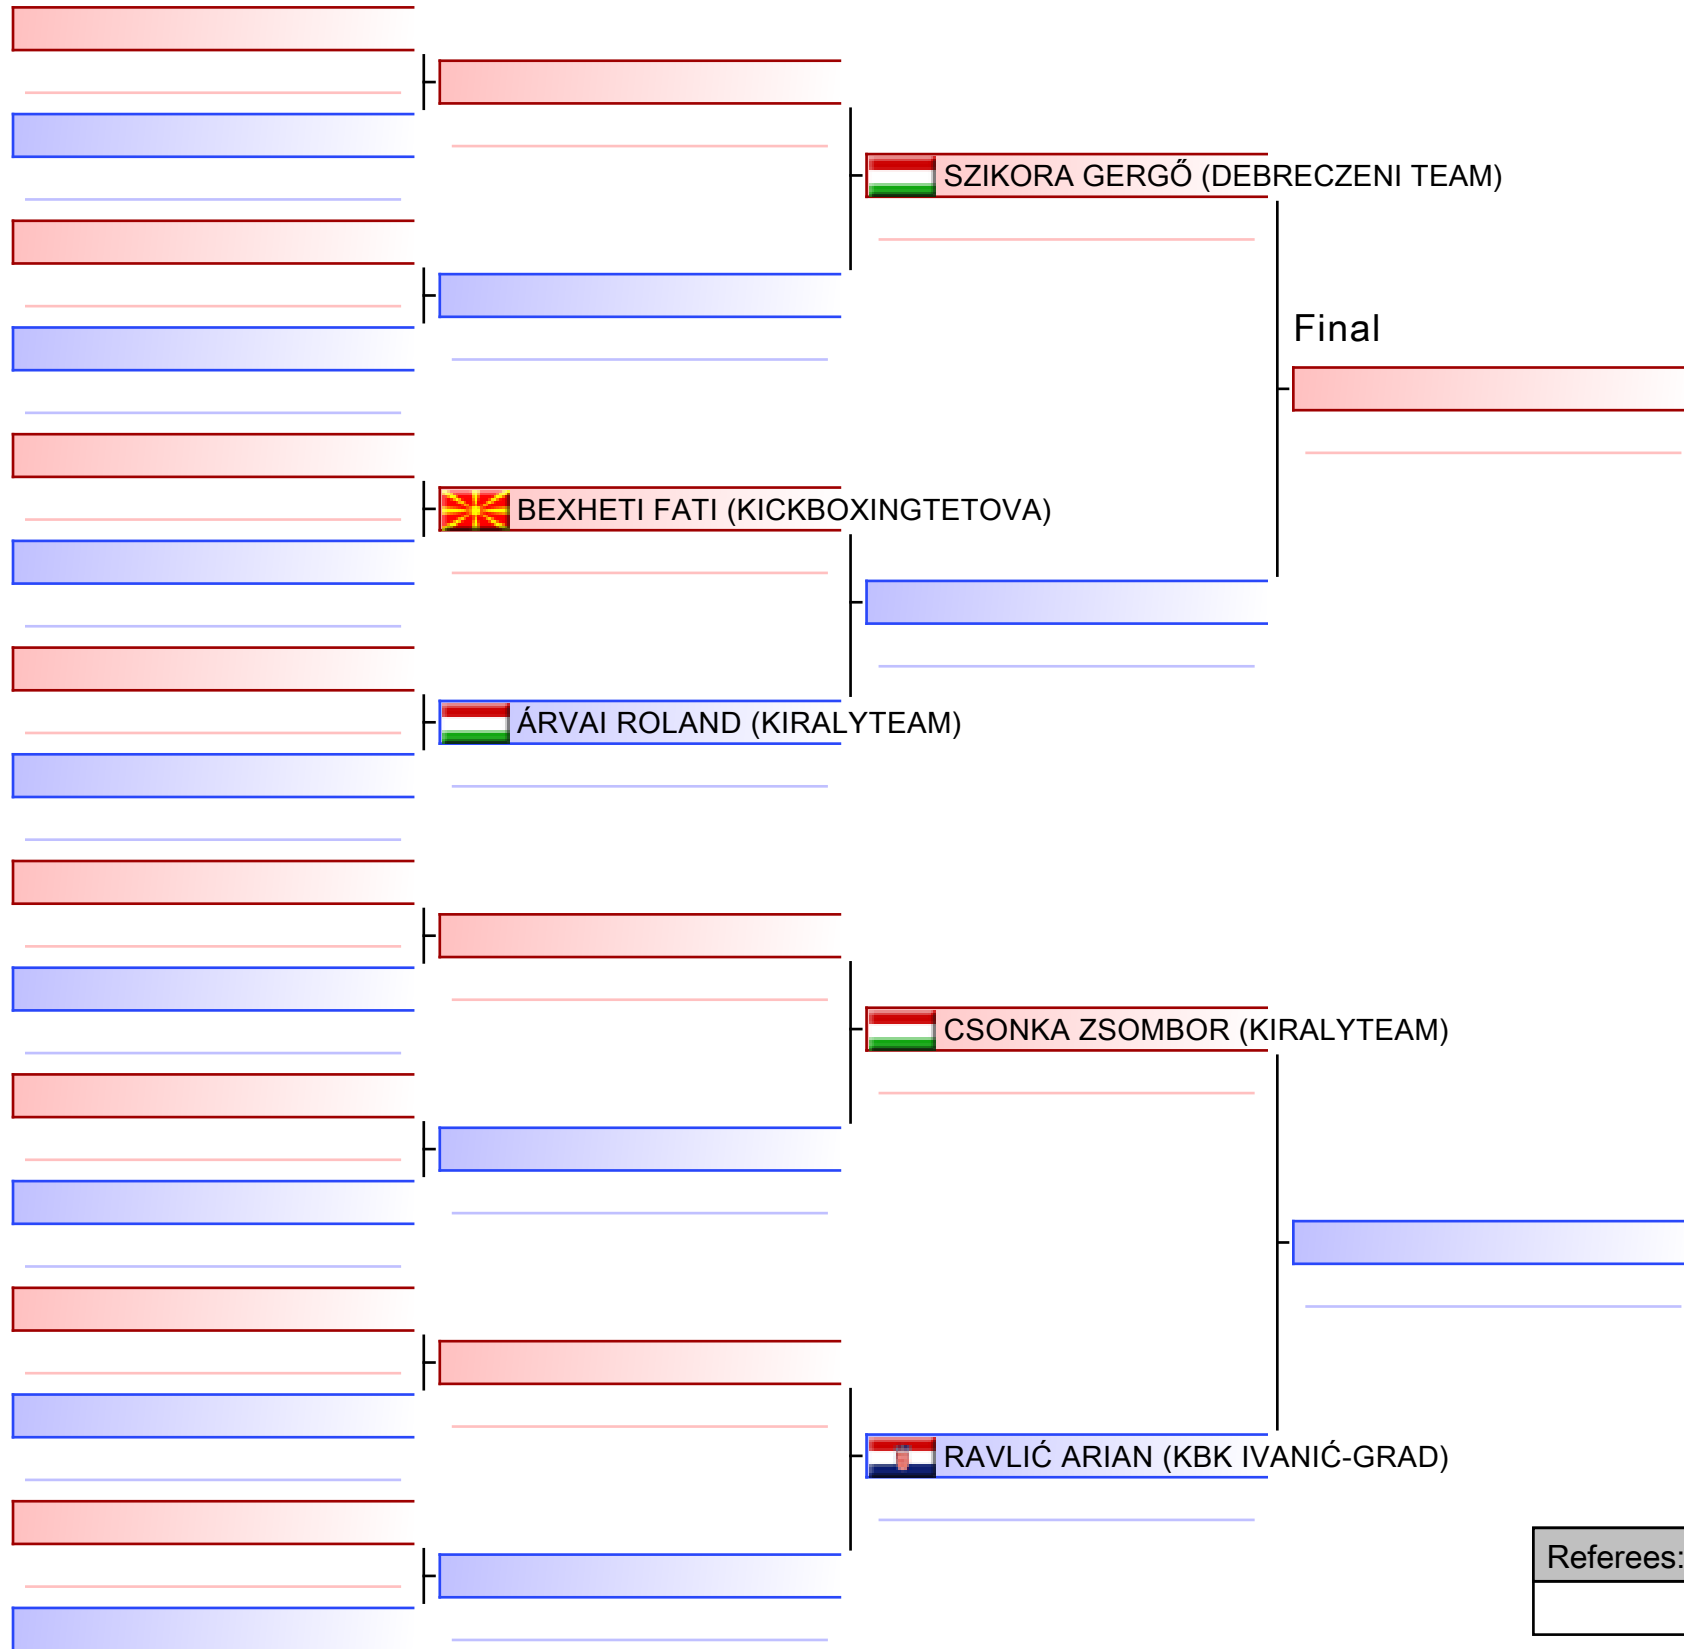 SZIKORA GERGŐ (DEBRECZENI TEAM)
Final
BEXHETI FATI (KICKBOXINGTETOVA)
ÁRVAI ROLAND (KIRALYTEAM)
CSONKA ZSOMBOR (KIRALYTEAM)
RAVLIĆ ARIAN (KBK IVANIĆ-GRAD)
Referees: